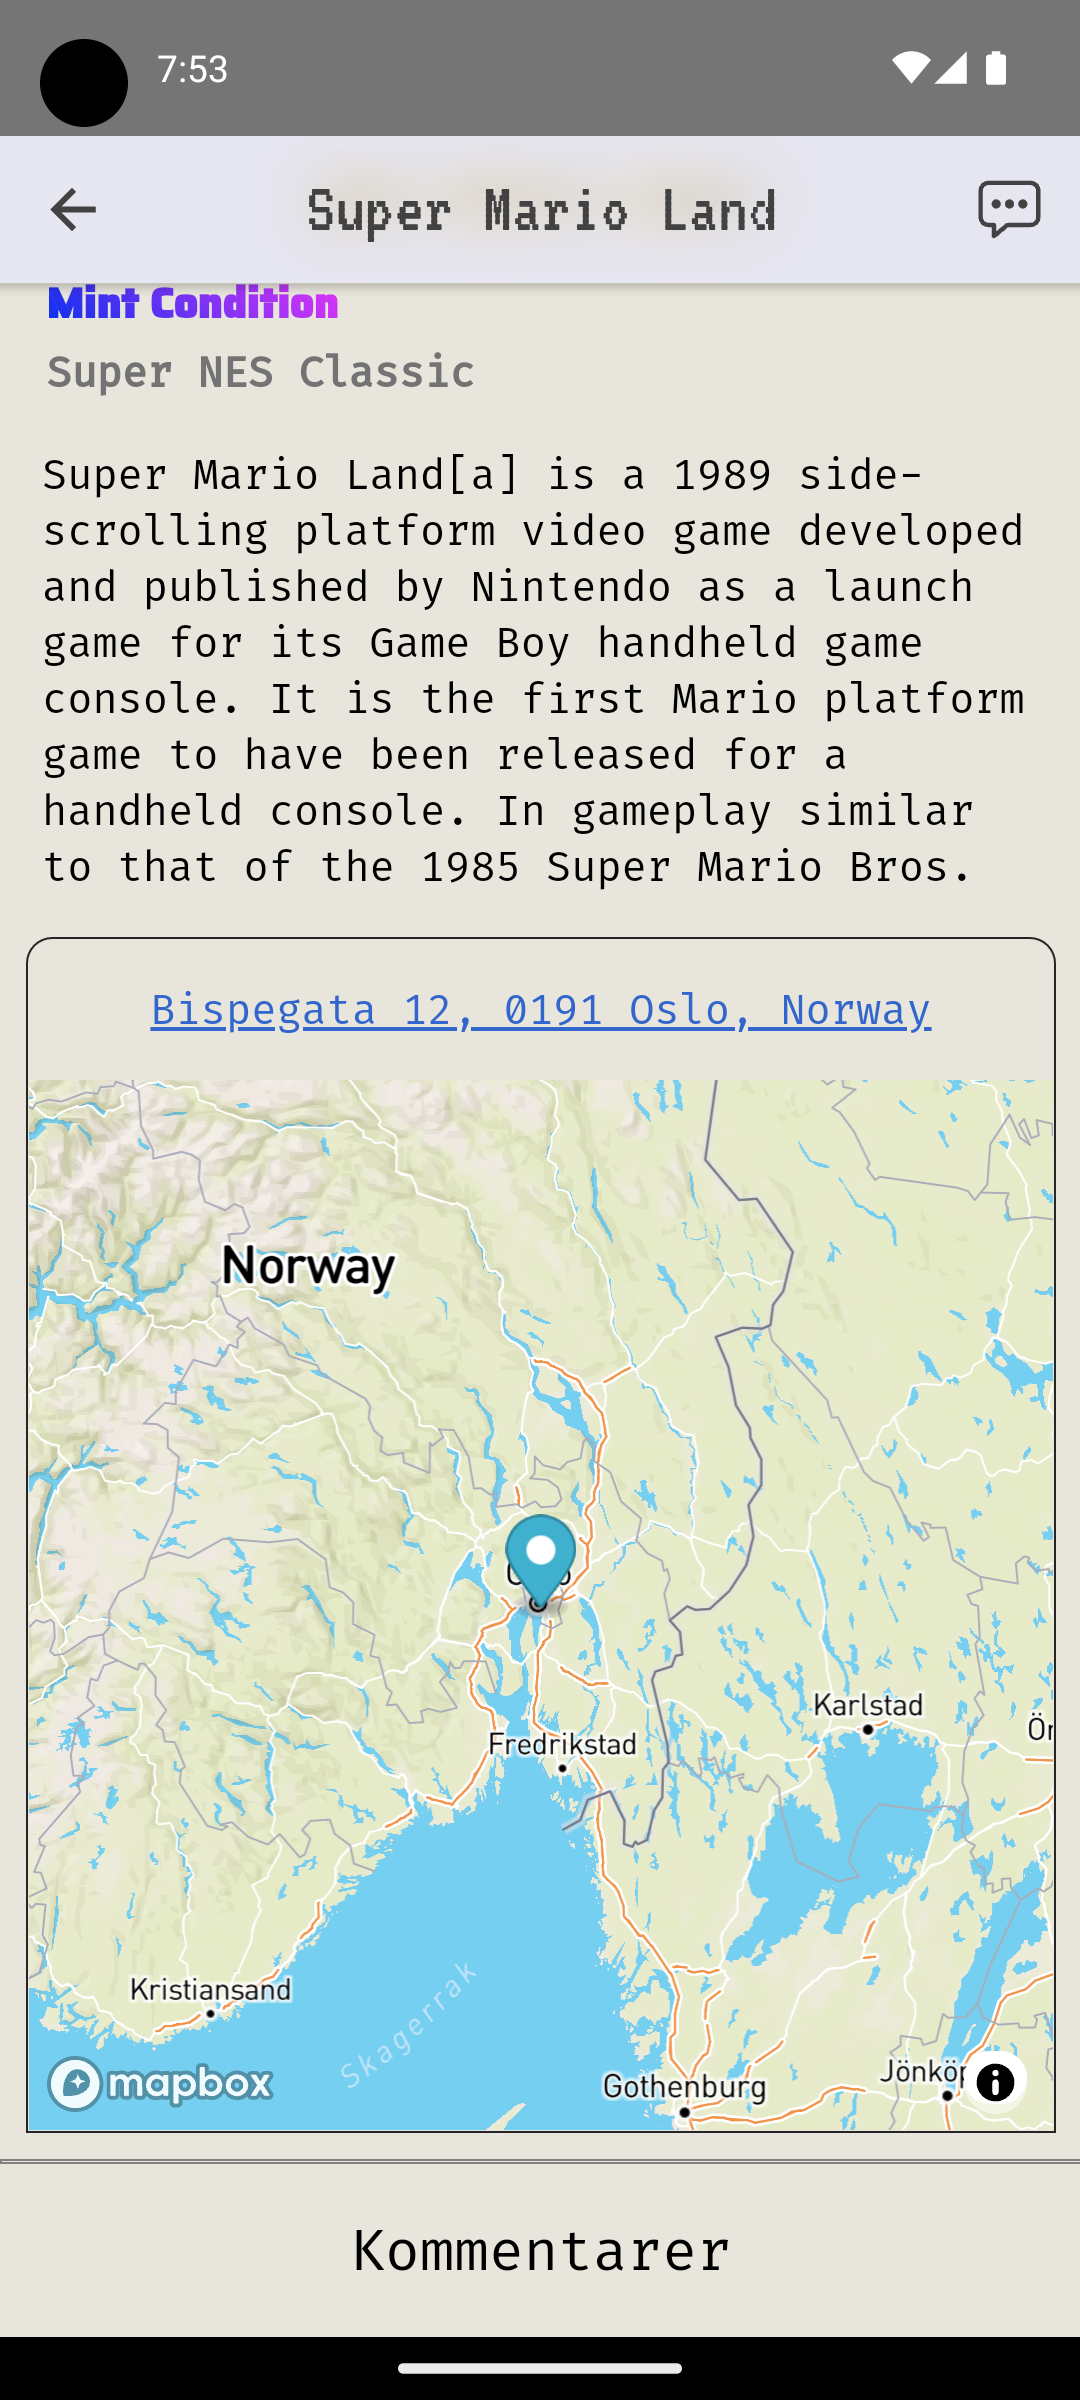 7:53
Super Mario Land
Mint Condition
Super NES Classic
Super Mario Land[a] is a 1989 side-
scrolling platform video game developed
and published by Nintendo as a launch
game for its Game Boy handheld game
console. It is the first Mario platform
game to have been released for a
handheld console. In gameplay similar
to that of the 1985 Super Mario Bros.
Bispegata 12, 0191 Oslo, Norway
Norway
Karlstad
Ör
Fredrikstad
Kristiansand
Skagerrak
Gothenburg
Jönköp
mapbox
Kommentarer